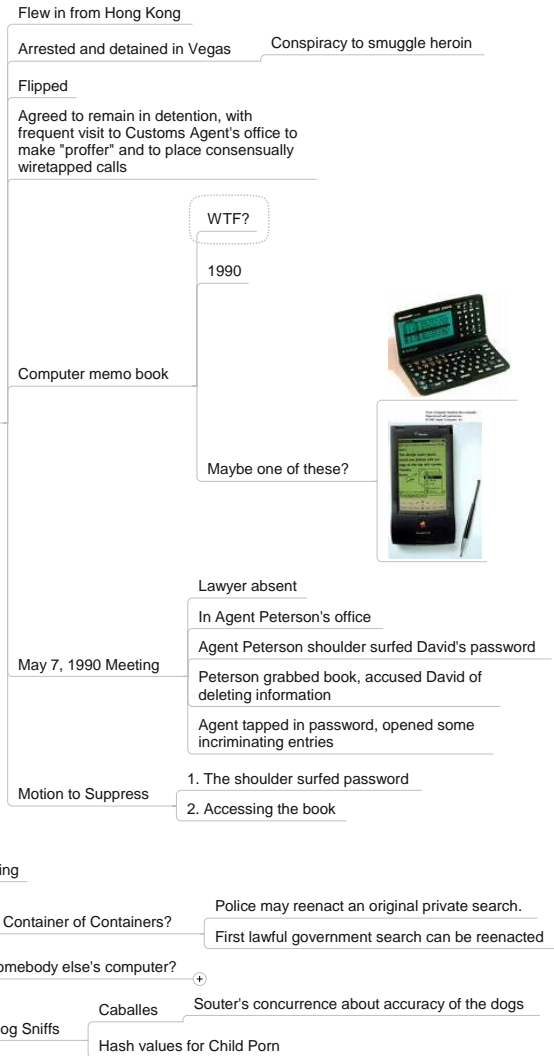 Flew in from Hong Kong
Arrested and detained in Vegas
Conspiracy to smuggle heroin
Flipped
Agreed to remain in detention, with
frequent visit to Customs Agent's office to
make "proffer" and to place consensually
wiretapped calls
Computer memo book
WTF?
1990
Maybe one of these?
May 7, 1990 Meeting
Lawyer absent
In Agent Peterson's office
Agent Peterson shoulder surfed David's password
Peterson grabbed book, accused David of
deleting information
Agent tapped in password, opened some
incriminating entries
Motion to Suppress
1. The shoulder surfed password
2. Accessing the book
ing
Container of Containers?
Police may reenact an original private search.
First lawful government search can be reenacted
omebody else's computer?
og Sniffs
Caballes
Souter's concurrence about accuracy of the dogs
Hash values for Child Porn